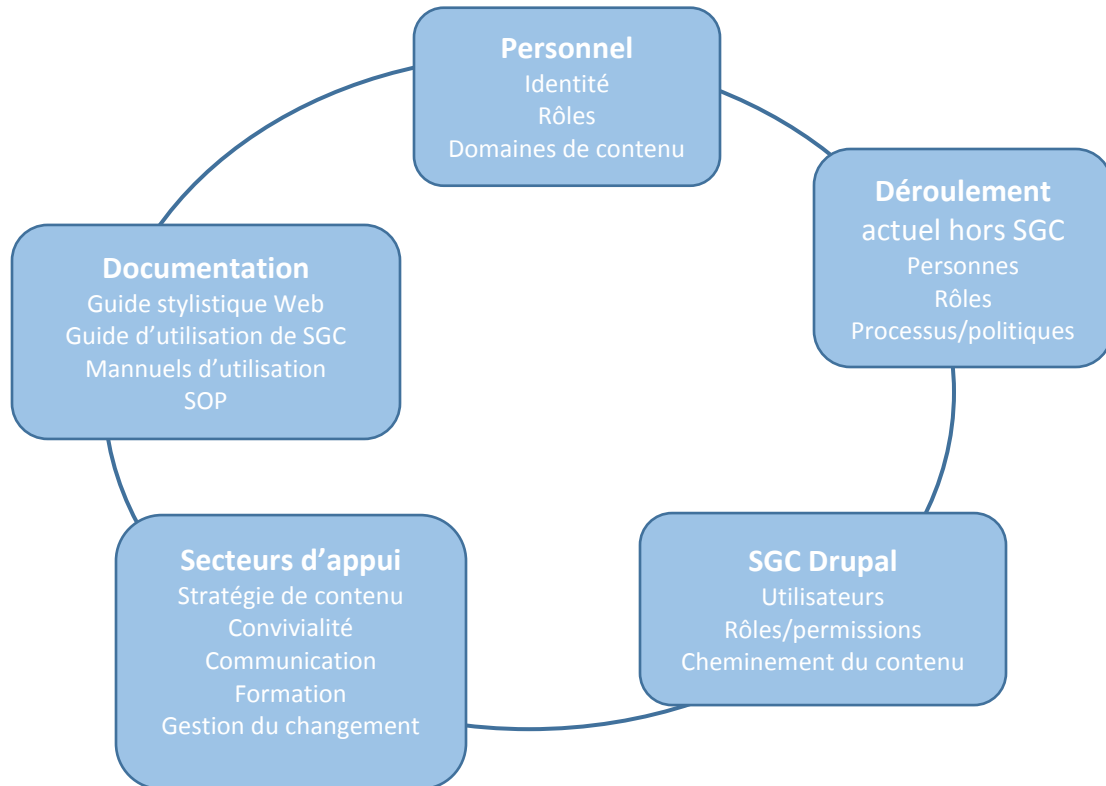 Personnel
Identité
Rôles
Domaines de contenu
Déroulement
actuel hors SGC
Personnes
Rôles
Processus/politiques
SGC Drupal
Utilisateurs
Rôles/permissions
Cheminement du contenu
Secteurs d’appui
Stratégie de contenu
Convivialité
Communication
Formation
Gestion du changement
Documentation
Guide stylistique Web
Guide d’utilisation de SGC
Mannuels d’utilisation
SOP